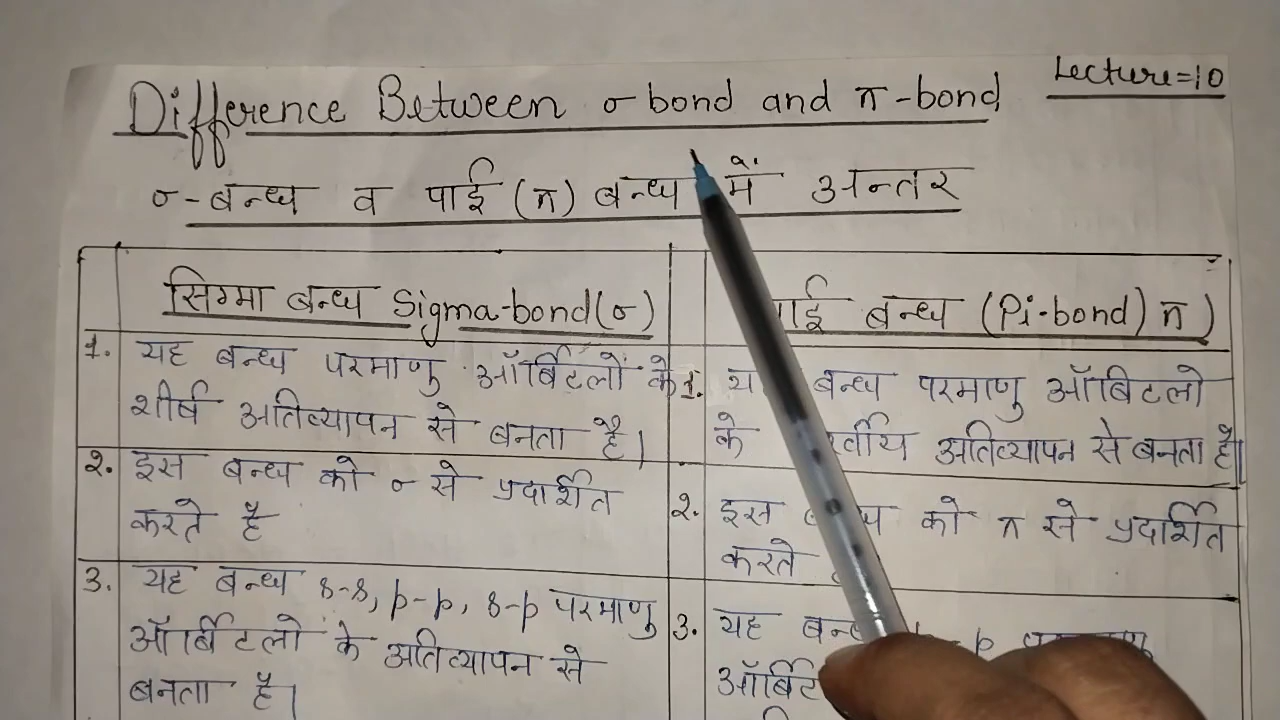 Lecture=10
Difference Between σ bond and π-bond
σ-बन्ध व पाई (π) बन्ध में अन्तर
सिग्मा बन्ध Sigma-bond(σ)
बन्ध (Pi-bond) π)
1. यह बन्ध परमाणु ऑर्बिटलों के
शीर्ष अतिव्यापन से बनता है।
1. बन्ध परमाणु ऑर्बिटलो
के अतिव्यापन से बनता है।
2. इस बन्ध को σ से प्रदर्शित
करते है
2. इस को π से प्रदर्शित
करते
3. यह बन्ध s-s, p-p, s-p परमाणु
ऑर्बिटलो के अतिव्यापन से
बनता है।
3. यह